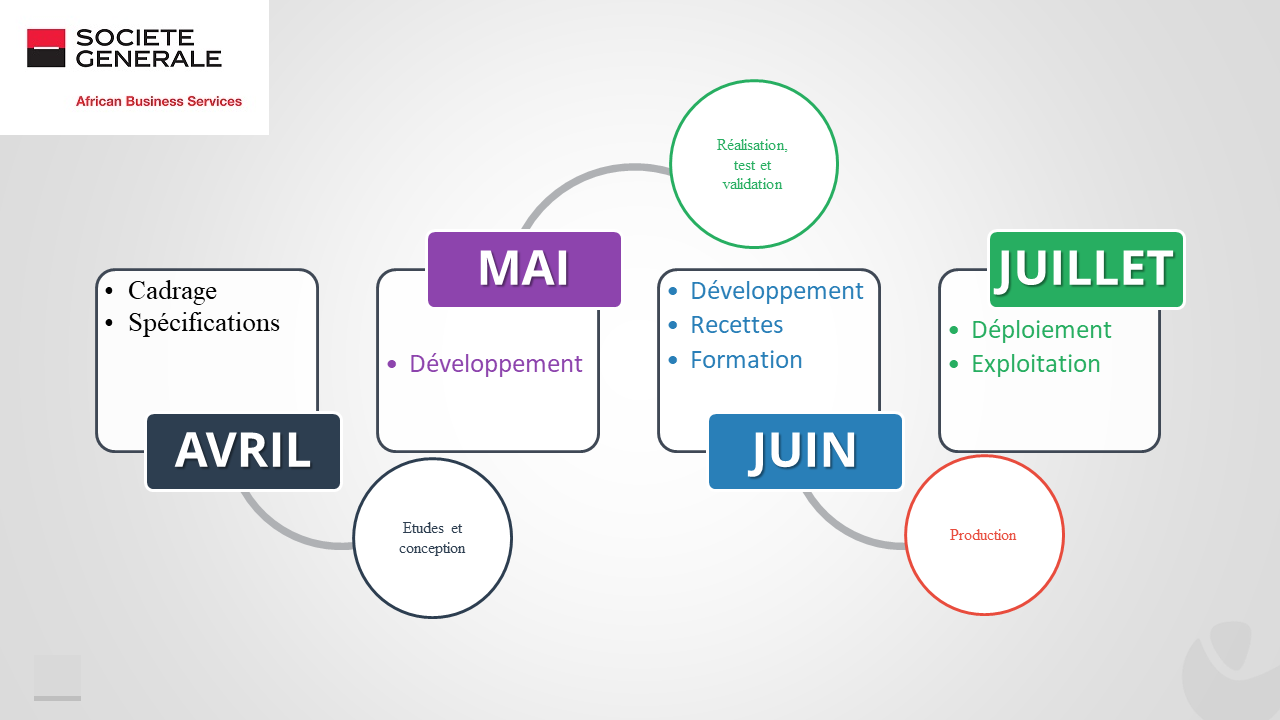 SOCIETE
GENERALE
African Business Services
Réalisation,
test et
validation
MAI
JUILLET
• Cadrage
• Spécifications
• Développement
• Développement
• Recettes
• Formation
• Déploiement
• Exploitation
AVRIL
JUIN
Etudes et
conception
Production